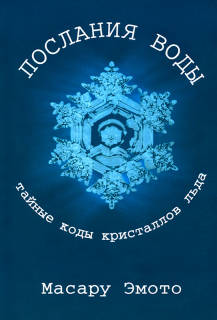 ПОСЛАНИЯ ВОДЫ
тайные коды кристаллов льда
Масару Эмото